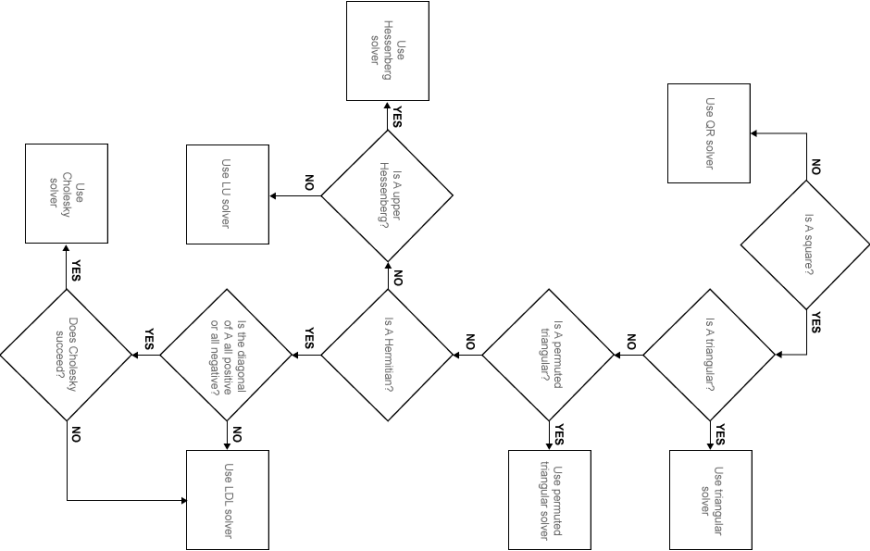 Is A square?
NO
Use QR solver
YES
Is A triangular?
YES
Use triangular
solver
NO
Is A permuted
triangular?
YES
Use permuted
triangular solver
NO
Is A Hermitian?
NO
Is A upper
Hessenberg?
YES
Use
Hessenberg
solver
NO
Use LU solver
YES
Is the diagonal
of A all positive
or all negative?
NO
Use LDL solver
YES
Does Cholesky
succeed?
YES
Use
Cholesky
solver
NO